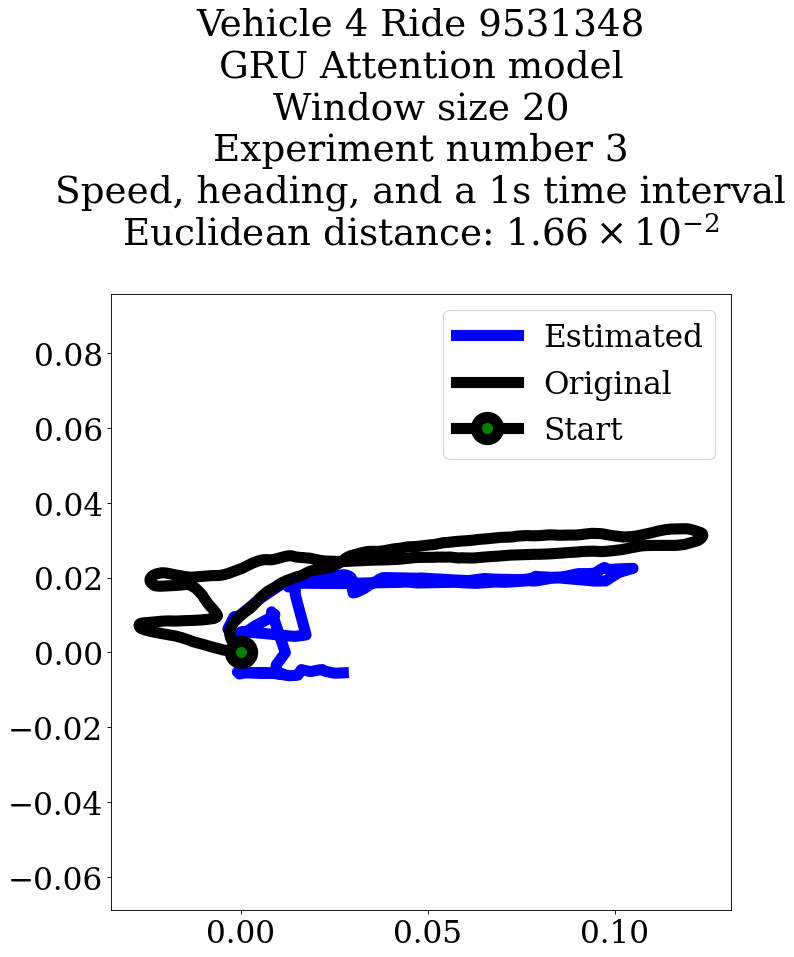 Vehicle 4 Ride 9531348
GRU Attention model
Window size 20
Experiment number 3
Speed, heading, and a 1s time interval
Euclidean distance: 1.66 × 10⁻²
Estimated
Original
Start
0.08
0.06
0.04
0.02
0.00
−0.02
−0.04
−0.06
0.00 0.05 0.10